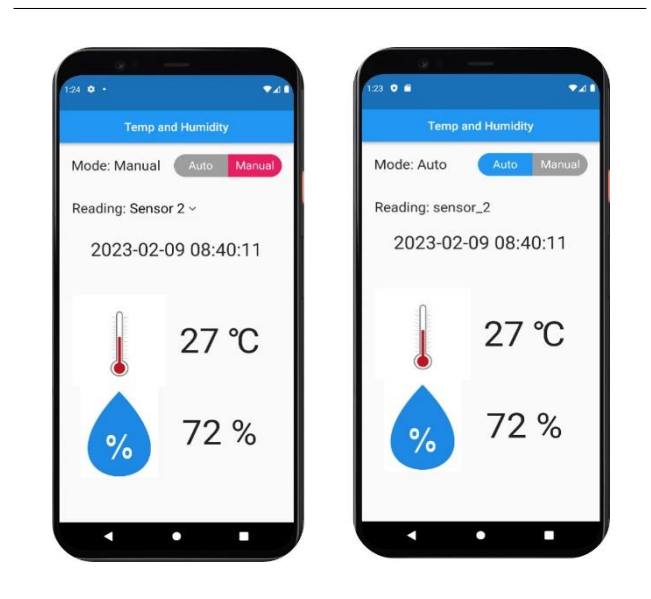 1:24
Temp and Humidity
Mode: Manual Auto Manual
Reading: Sensor 2
2023-02-09 08:40:11
27 °C
% 72 %
1:23
Temp and Humidity
Mode: Auto Auto Manual
Reading: sensor_2
2023-02-09 08:40:11
27 °C
% 72 %